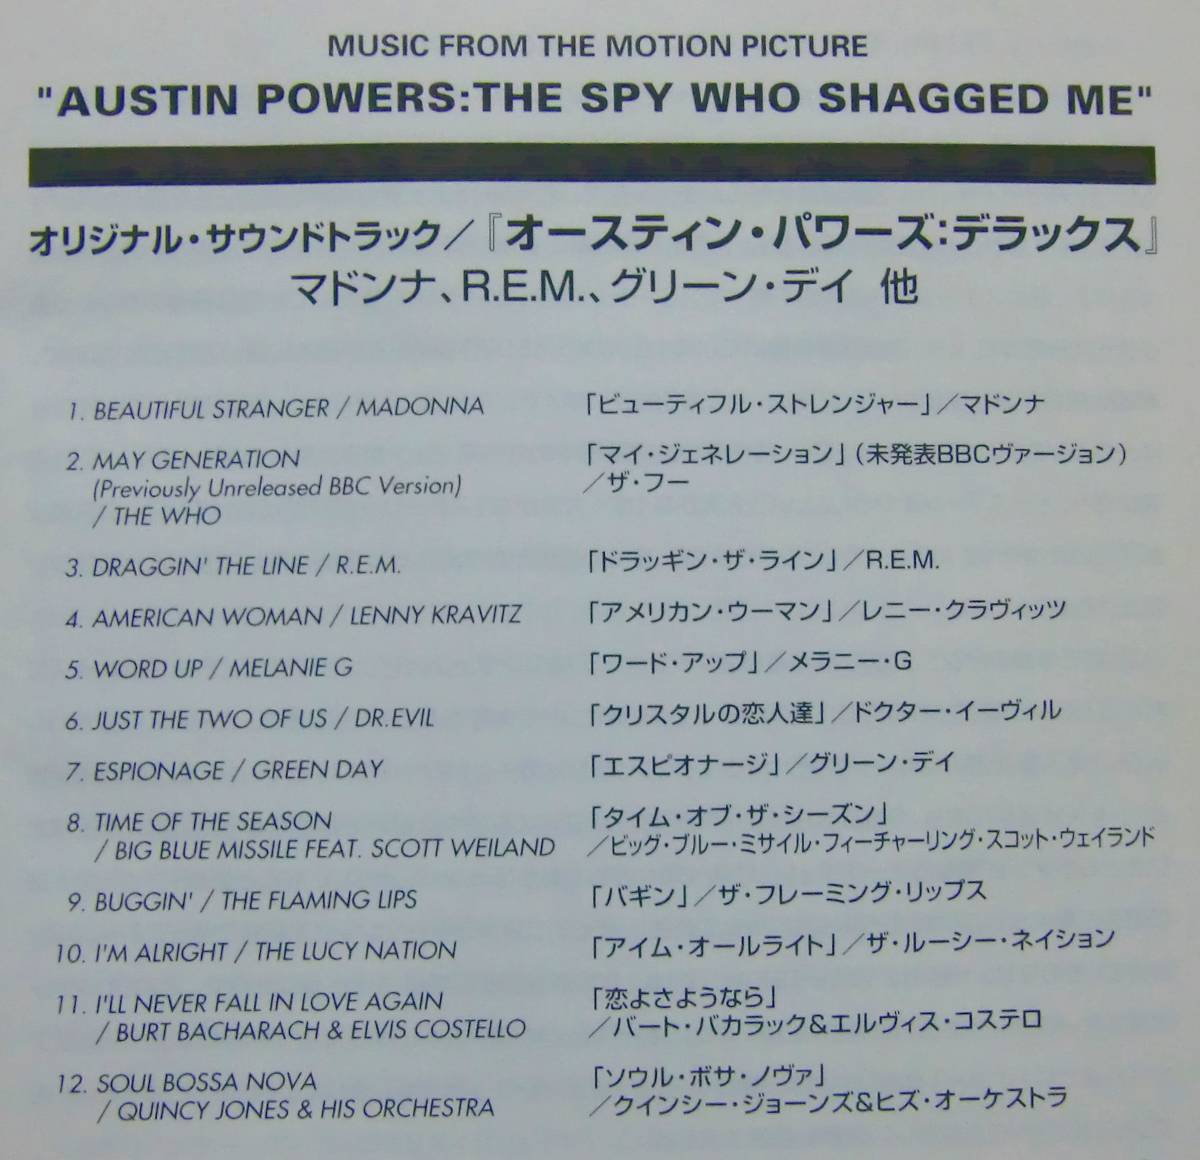 MUSIC FROM THE MOTION PICTURE
"AUSTIN POWERS:THE SPY WHO SHAGGED ME"
オリジナル・サウンドトラック／『オースティン・パワーズ:デラックス』
マドンナ、R.E.M.、グリーン・デイ 他
1. BEAUTIFUL STRANGER / MADONNA 「ビューティフル・ストレンジャー」／マドンナ
2. MAY GENERATION 「マイ・ジェネレーション」(未発表BBCヴァージョン)
(Previously Unreleased BBC Version) ／ザ・フー
/ THE WHO
3. DRAGGIN' THE LINE / R.E.M. 「ドラッギン・ザ・ライン」／R.E.M.
4. AMERICAN WOMAN / LENNY KRAVITZ 「アメリカン・ウーマン」／レニー・クラヴィッツ
5. WORD UP / MELANIE G 「ワード・アップ」／メラニー・G
6. JUST THE TWO OF US / DR.EVIL 「クリスタルの恋人達」／ドクター・イーヴィル
7. ESPIONAGE / GREEN DAY 「エスピオナージ」／グリーン・デイ
8. TIME OF THE SEASON 「タイム・オブ・ザ・シーズン」
/ BIG BLUE MISSILE FEAT. SCOTT WEILAND ／ビッグ・ブルー・ミサイル・フィーチャーリング・スコット・ウェイランド
9. BUGGIN' / THE FLAMING LIPS 「バギン」／ザ・フレーミング・リップス
10. I'M ALRIGHT / THE LUCY NATION 「アイム・オールライト」／ザ・ルーシー・ネイション
11. I'LL NEVER FALL IN LOVE AGAIN 「恋よさようなら」
/ BURT BACHARACH & ELVIS COSTELLO ／バート・バカラック&エルヴィス・コステロ
12. SOUL BOSSA NOVA 「ソウル・ボサ・ノヴァ」
/ QUINCY JONES & HIS ORCHESTRA ／クインシー・ジョーンズ&ヒズ・オーケストラ